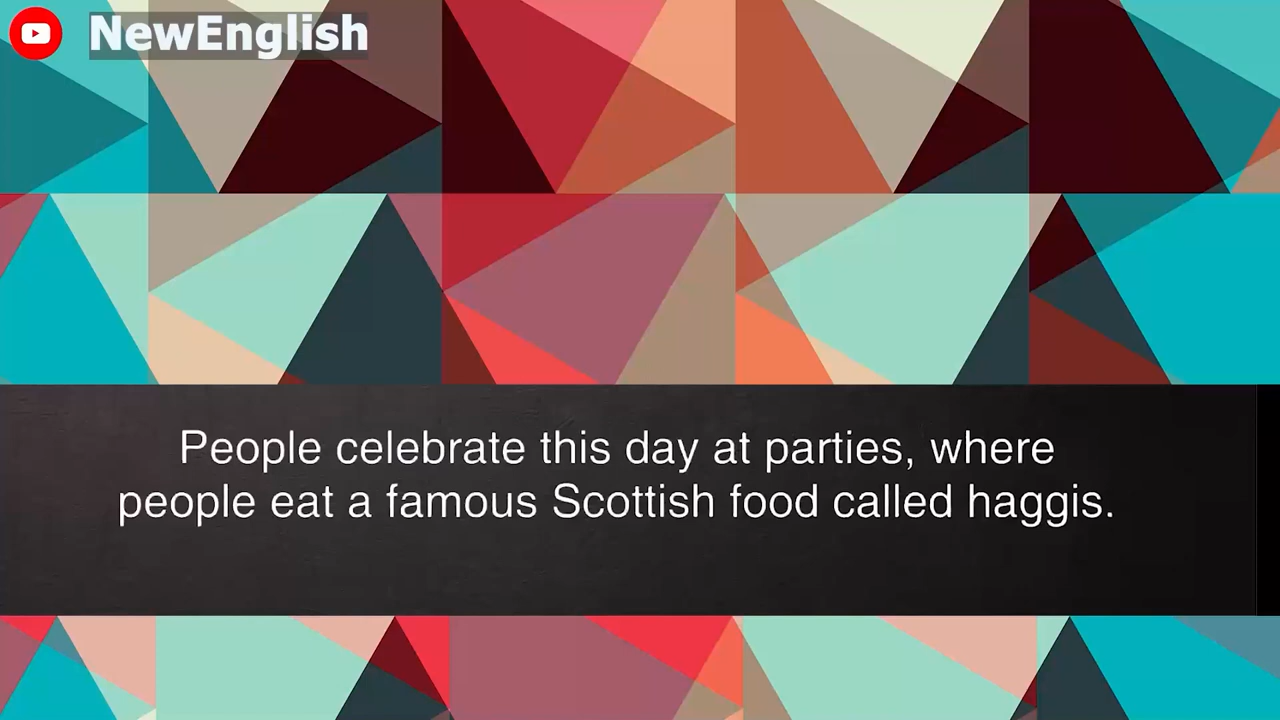 NewEnglish
People celebrate this day at parties, where
people eat a famous Scottish food called haggis.